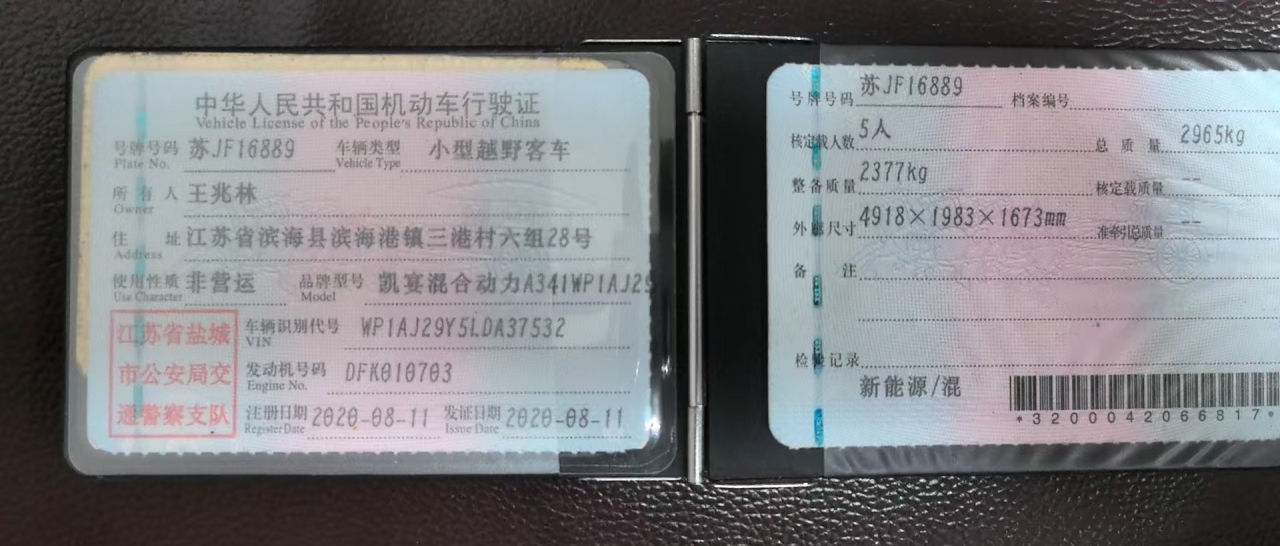 中华人民共和国机动车行驶证
Vehicle License of the People's Republic of China
号牌号码 苏JF16889 车辆类型 小型越野客车
Plate No. Vehicle Type
所有人 王兆林
Owner
住址 江苏省滨海县滨海港镇三港村六组28号
Address
使用性质 非营运 品牌型号 凯宴混合动力A341WP1AJ29
Use Character Model
江苏省盐城
市公安局交
通警察支队
车辆识别代号 WP1AJ29Y5LDA37532
VIN
发动机号码 DFK010703
Engine No.
注册日期 2020-08-11 发证日期 2020-08-11
Register Date Issue Date
号牌号码 苏JF16889 档案编号
核定载人数 5人 总质量 2965kg
整备质量 2377kg 核定载质量 --
外廓尺寸 4918×1983×1673mm 准牵引总质量 --
备注
检验记录
新能源/混
*3200042066817*